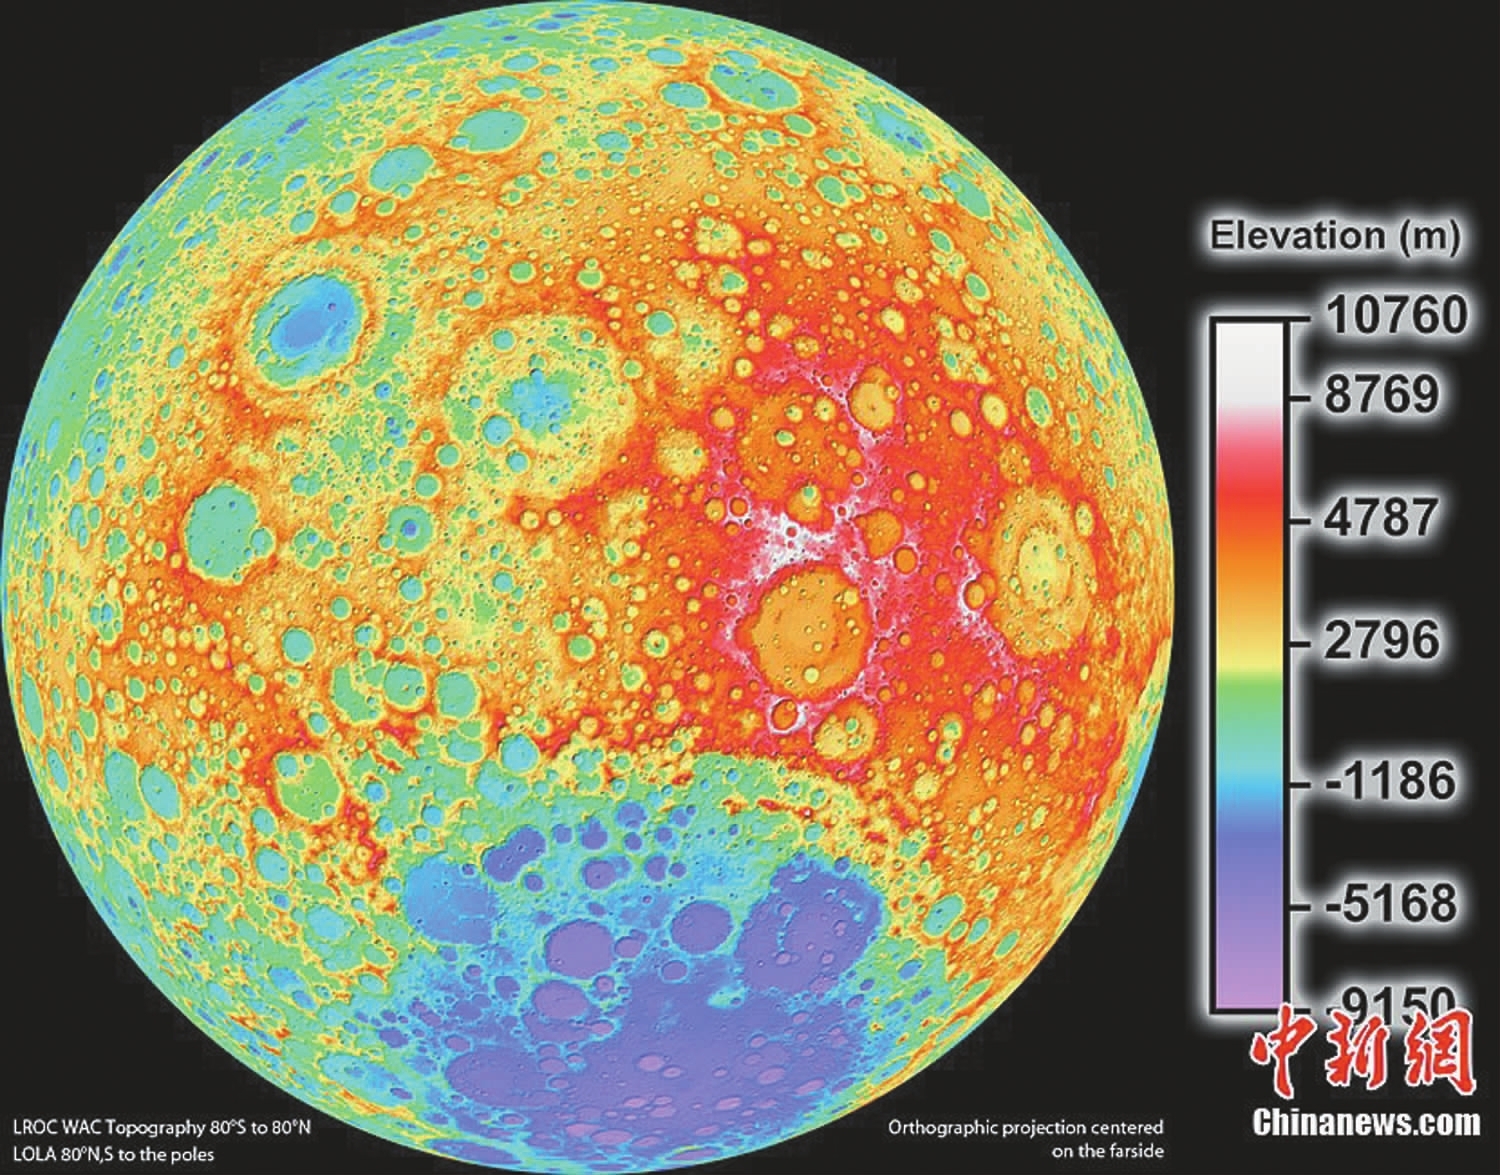 Elevation (m)
10760
8769
4787
2796
-1186
-5168
-9150
中新網
Chinanews.com
LROC WAC Topography 80°S to 80°N
LOLA 80°N,S to the poles
Orthographic projection centered
on the farside